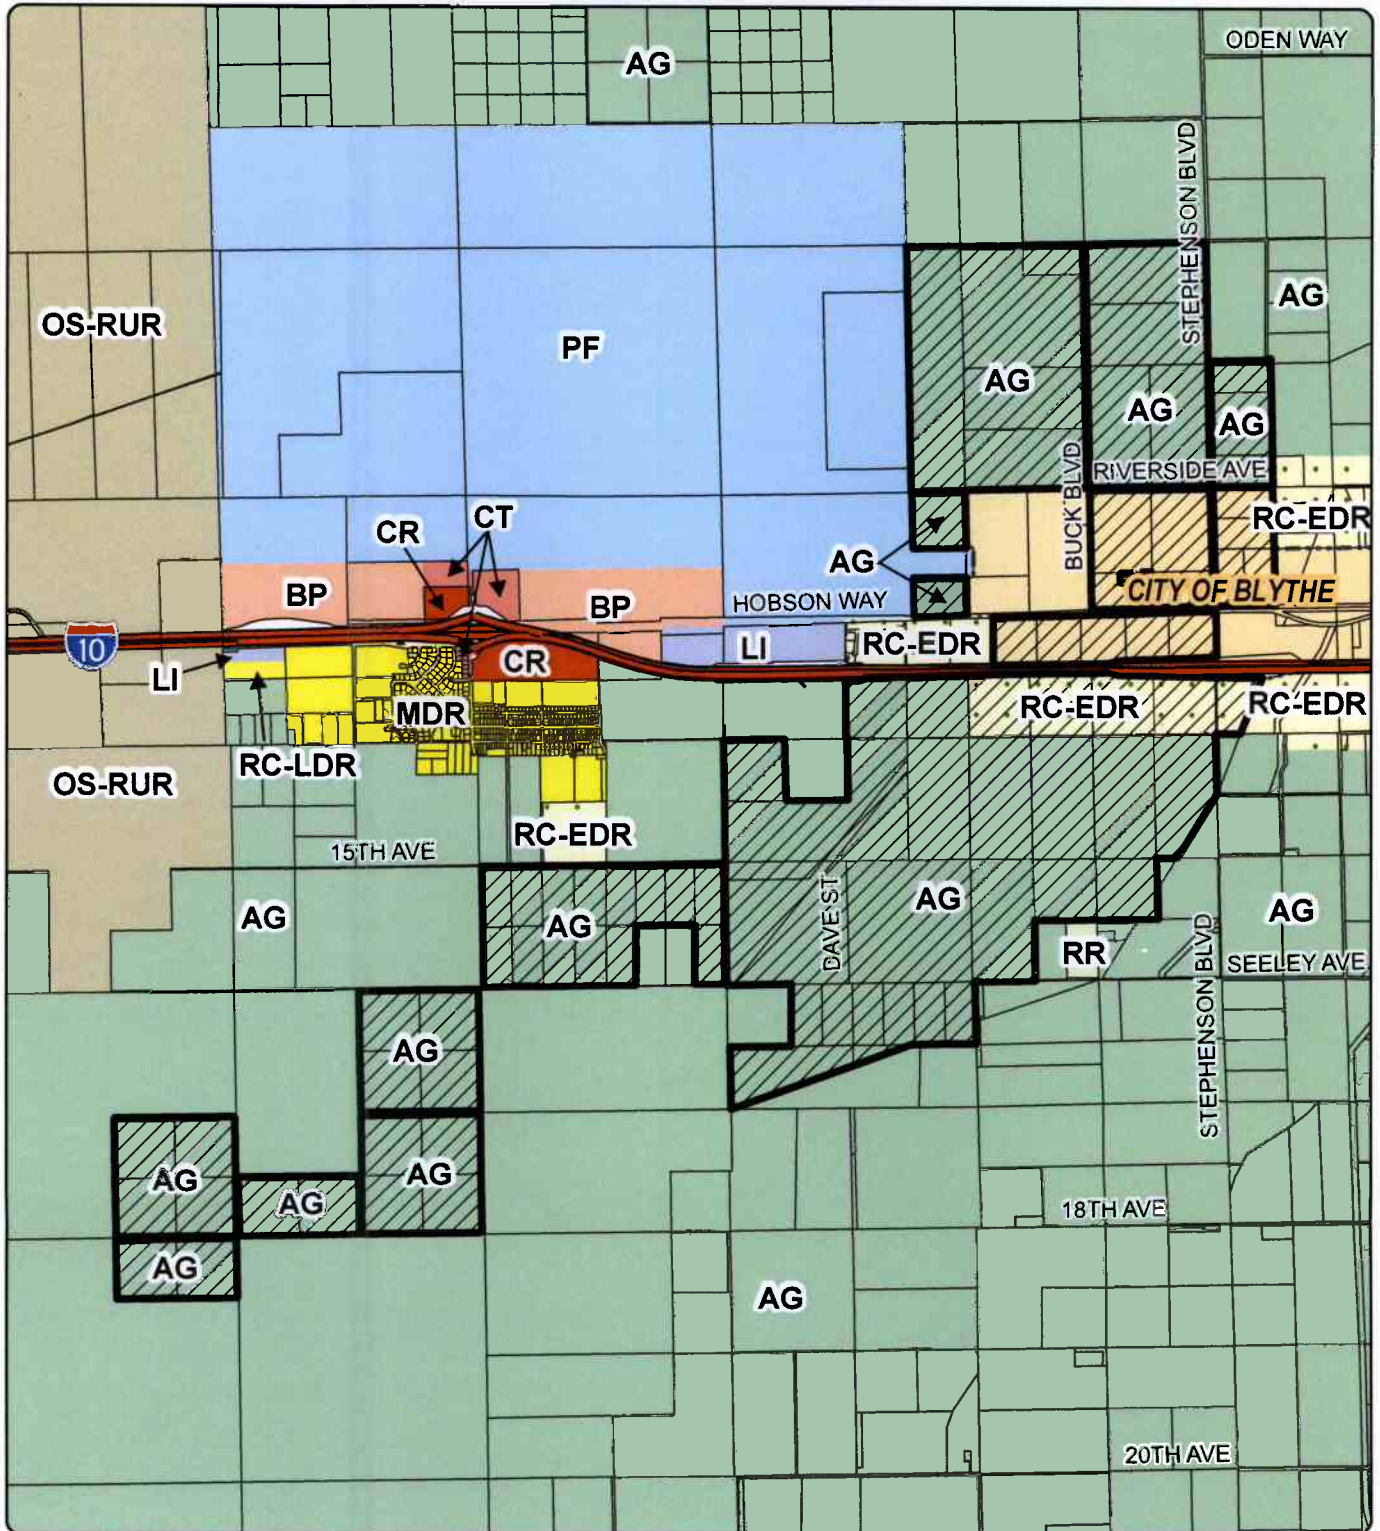 ODEN WAY
AG
STEPHENSON BLVD
AG
OS-RUR
PF
AG
AG
AG
BUCK BLVD
RIVERSIDE AVE
RC-EDR
CT
CR
AG
CITY OF BLYTHE
BP
BP
HOBSON WAY
10
LI
CR
LI
RC-EDR
MDR
RC-EDR
RC-EDR
RC-LDR
OS-RUR
RC-EDR
15TH AVE
AG
AG
AG
DAVE ST
AG
RR
STEPHENSON BLVD
SEELEY AVE
AG
AG
AG
AG
18TH AVE
AG
AG
20TH AVE